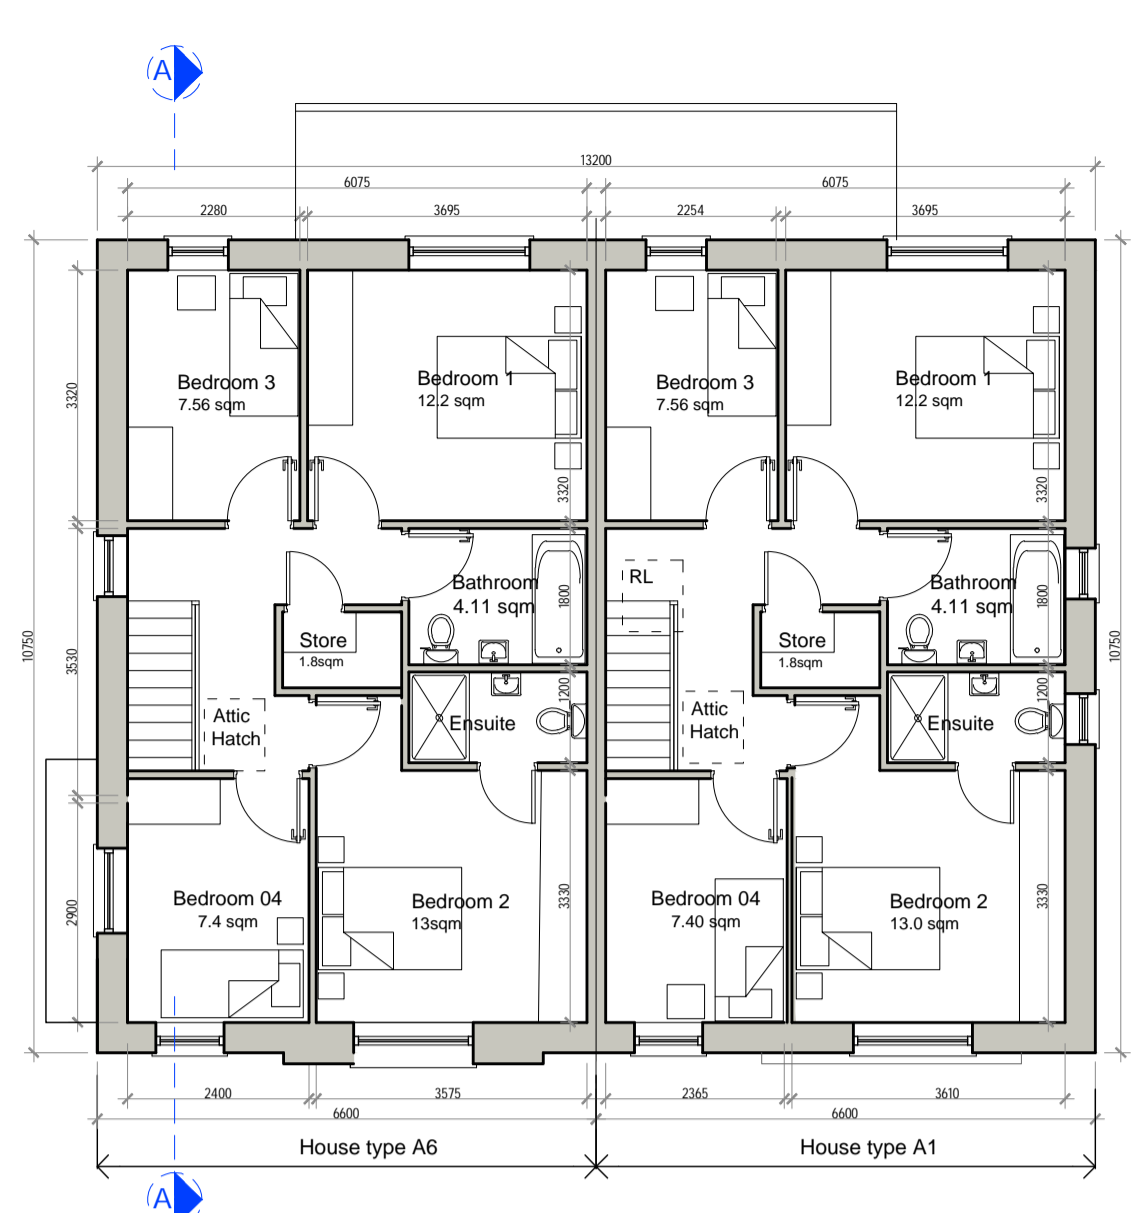 A
13200
6075
6075
2280
3695
2254
3695
Bedroom 3
7.56 sqm
Bedroom 1
12.2 sqm
Bedroom 3
7.56 sqm
Bedroom 1
12.2 sqm
3320
3320
3320
10750
3530
10750
Bathroom
4.11 sqm
1800
RL
Bathroom
4.11 sqm
1800
Store
1.8sqm
Store
1.8sqm
1200
1200
Attic
Hatch
Ensuite
Attic
Hatch
Ensuite
2900
Bedroom 04
7.4 sqm
Bedroom 2
13sqm
3330
Bedroom 04
7.40 sqm
Bedroom 2
13.0 sqm
3330
2400
3575
2365
3610
6600
6600
House type A6
House type A1
A